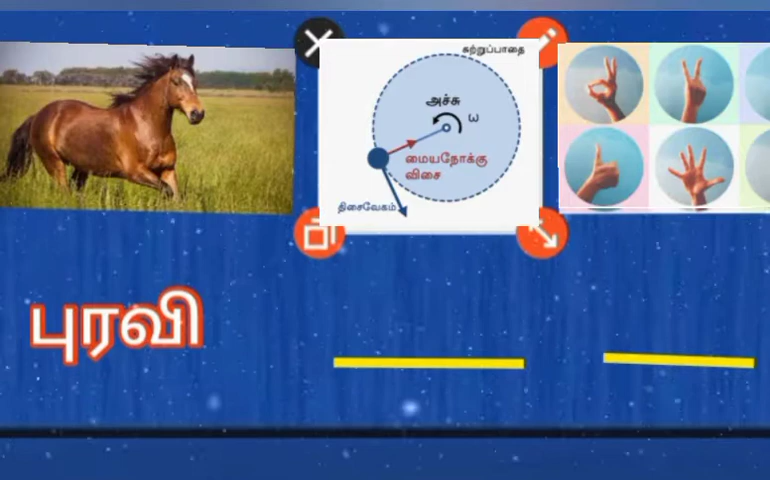 சுற்றுப்பாதை
அச்சு
ω
மையநோக்கு
விசை
திசைவேகம்
புரவி